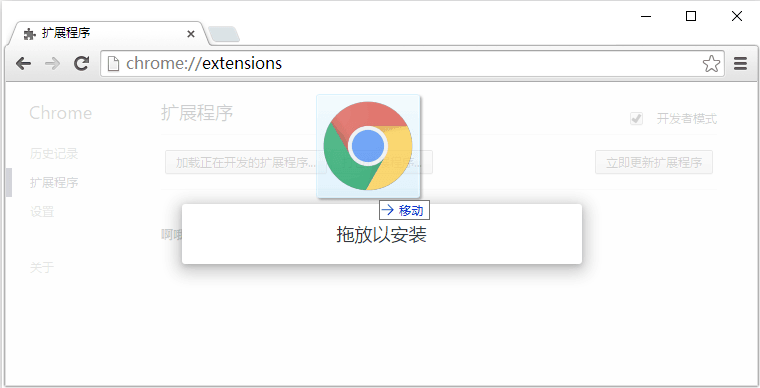 扩展程序
chrome://extensions
Chrome
扩展程序
开发者模式
历史记录
加载正在开发的扩展程序...
立即更新扩展程序
扩展程序
移动
设置
拖放以安装
啊哦
关于